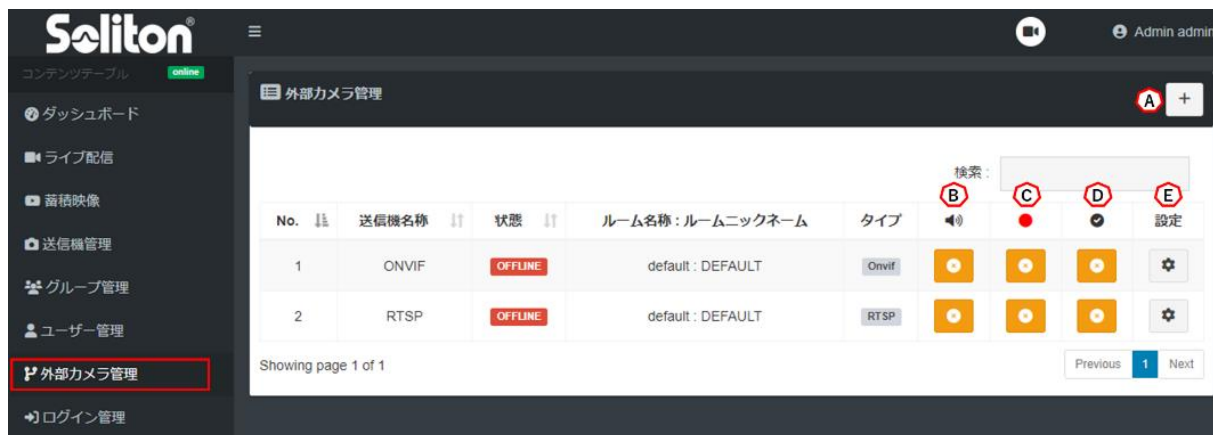 Soliton®
Admin admin
コンテンツテーブル online
外部カメラ管理
A +
ダッシュボード
ライブ配信
検索 :
蓄積映像
B C D E
No. 送信機名称 状態 ルーム名称 : ルームニックネーム タイプ 設定
送信機管理
1 ONVIF OFFLINE default : DEFAULT Onvif
グループ管理
2 RTSP OFFLINE default : DEFAULT RTSP
ユーザー管理
Showing page 1 of 1 Previous 1 Next
外部カメラ管理
ログイン管理